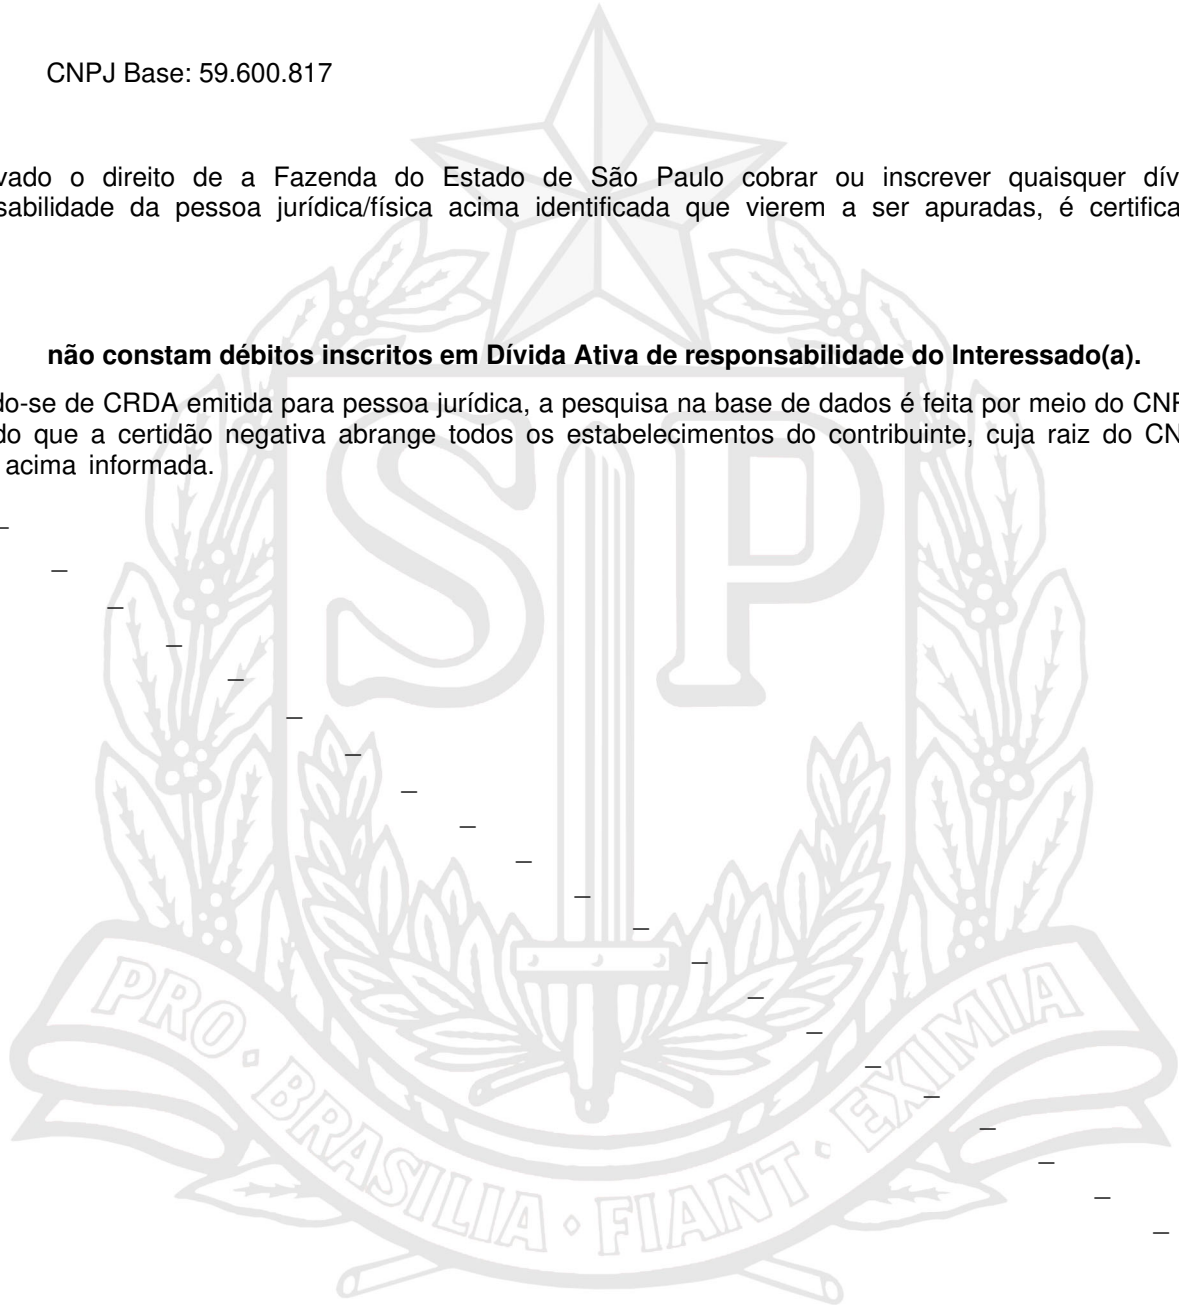 CNPJ Base: 59.600.817
vado o direito de a Fazenda do Estado de São Paulo cobrar ou inscrever quaisquer dív
sabilidade da pessoa jurídica/física acima identificada que vierem a ser apuradas, é certifica
não constam débitos inscritos em Dívida Ativa de responsabilidade do Interessado(a).
do-se de CRDA emitida para pessoa jurídica, a pesquisa na base de dados é feita por meio do CNP
do que a certidão negativa abrange todos os estabelecimentos do contribuinte, cuja raiz do CN
acima informada.
SP
PRO · BRASILIA · FIANT · EXIMIA